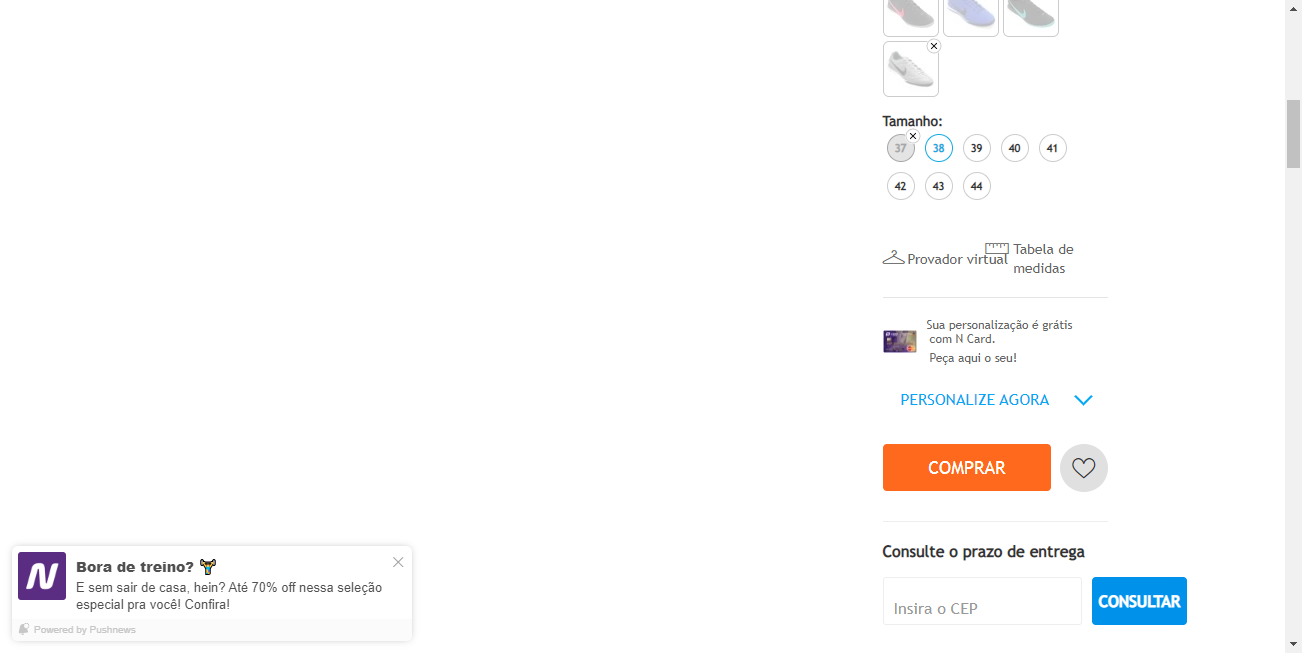 Tamanho:
37
38
39
40
41
42
43
44
Provador virtual
Tabela de
medidas
Sua personalização é grátis
com N Card.
Peça aqui o seu!
PERSONALIZE AGORA
COMPRAR
Consulte o prazo de entrega
Insira o CEP
CONSULTAR
N
Bora de treino?
E sem sair de casa, hein? Até 70% off nessa seleção
especial pra você! Confira!
Powered by Pushnews